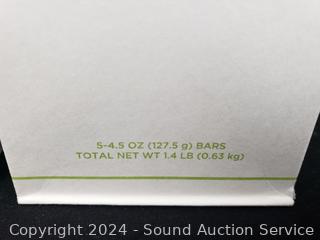 5-4.5 OZ (127.5 g) BARS
TOTAL NET WT 1.4 LB (0.63 kg)
Copyright 2024 - Sound Auction Service